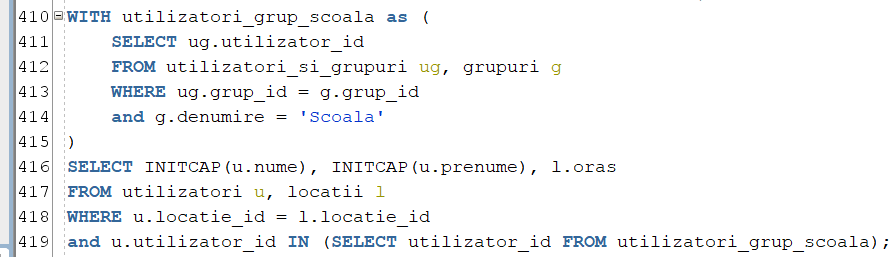 410 WITH utilizatori_grup_scoala as (
411 SELECT ug.utilizator_id
412 FROM utilizatori_si_grupuri ug, grupuri g
413 WHERE ug.grup_id = g.grup_id
414 and g.denumire = 'Scoala'
415 )
416 SELECT INITCAP(u.nume), INITCAP(u.prenume), l.oras
417 FROM utilizatori u, locatii l
418 WHERE u.locatie_id = l.locatie_id
419 and u.utilizator_id IN (SELECT utilizator_id FROM utilizatori_grup_scoala);